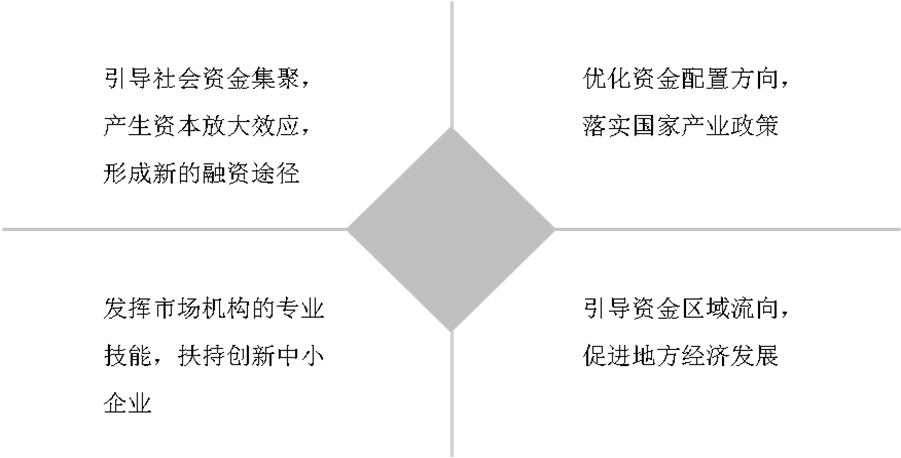 引导社会资金集聚，
产生资本放大效应，
形成新的融资途径
优化资金配置方向，
落实国家产业政策
发挥市场机构的专业
技能，扶持创新中小
企业
引导资金区域流向，
促进地方经济发展